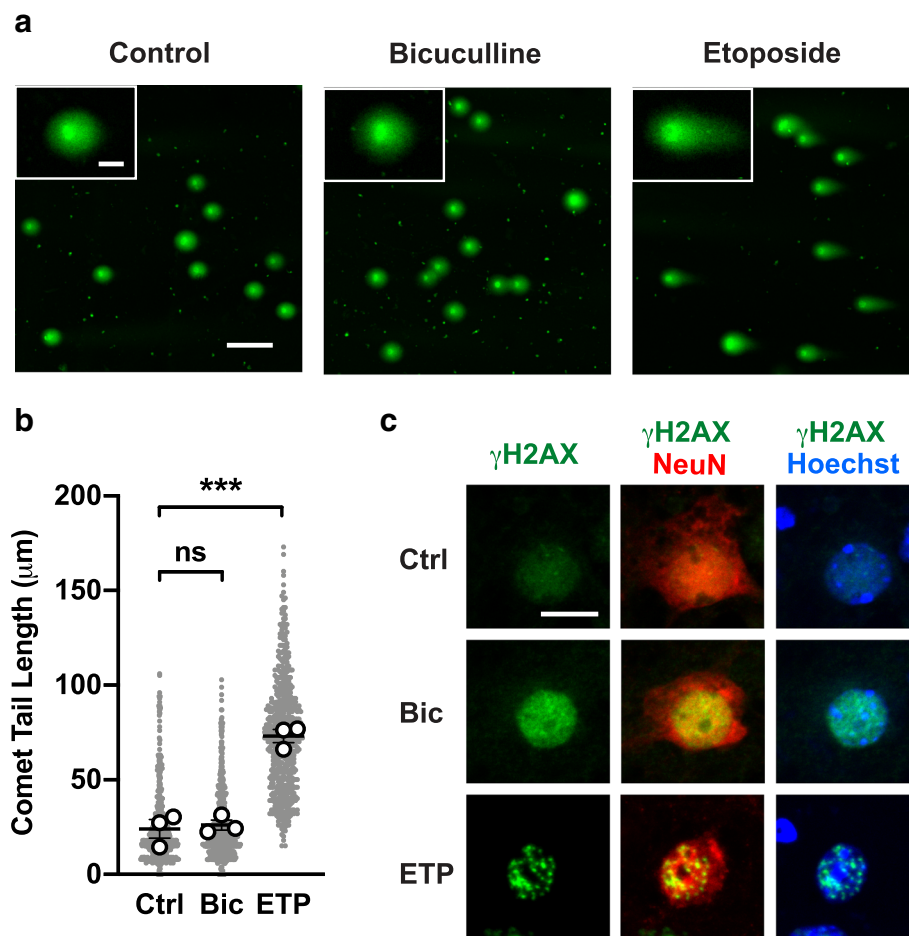 a
Control Bicuculline Etoposide
b
200
150
100
50
0
Comet Tail Length (μm)
***
ns
Ctrl Bic ETP
c
γH2AX
γH2AX
NeuN
γH2AX
Hoechst
Ctrl
Bic
ETP